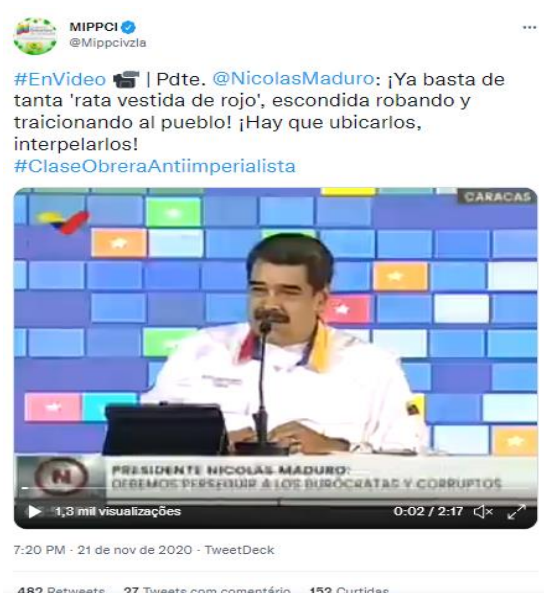 MIPPCI
@Mippcivzla
#EnVideo | Pdte. @NicolasMaduro: ¡Ya basta de
tanta 'rata vestida de rojo', escondida robando y
traicionando al pueblo! ¡Hay que ubicarlos,
interpelarlos!
#ClaseObreraAntiimperialista
CARACAS
N
PRESIDENTE NICOLAS MADURO:
DEBEMOS PERSEGUIR A LOS BURÓCRATAS Y CORRUPTOS
1,3 mil visualizações
0:02 / 2:17
7:20 PM · 21 de nov de 2020 · TweetDeck
482 Retweets 27 Tweets com comentário 152 Curtidas